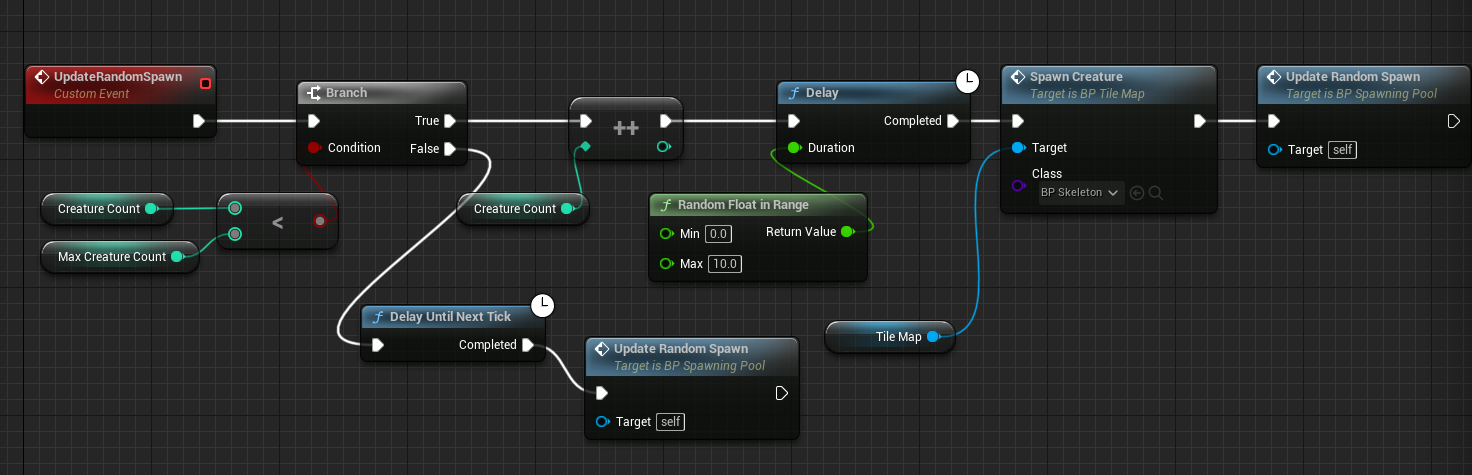 UpdateRandomSpawn
Custom Event
Branch
Condition
True
False
Creature Count
Max Creature Count
<
Creature Count
++
Delay
Duration
Completed
Random Float in Range
Min 0.0
Max 10.0
Return Value
Spawn Creature
Target is BP Tile Map
Target
Class
BP Skeleton
Update Random Spawn
Target is BP Spawning Pool
Target self
Delay Until Next Tick
Completed
Update Random Spawn
Target is BP Spawning Pool
Target self
Tile Map